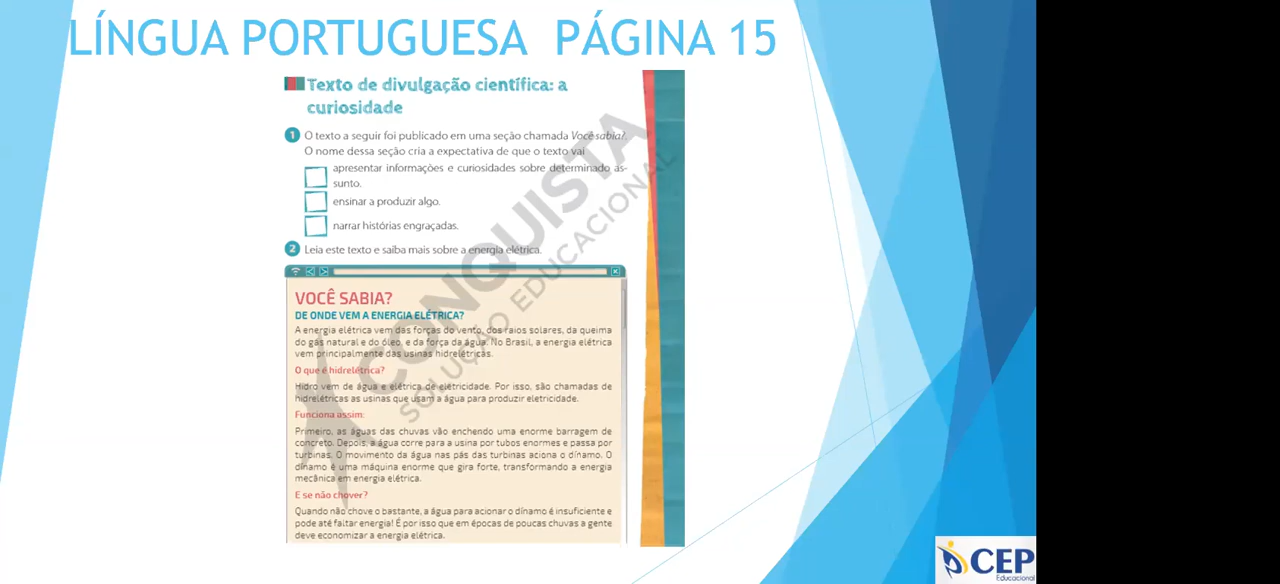 LÍNGUA PORTUGUESA PÁGINA 15
Texto de divulgação científica: a
curiosidade
1 O texto a seguir foi publicado em uma seção chamada Você sabia?.
O nome dessa seção cria a expectativa de que o texto vai
apresentar informações e curiosidades sobre determinado as-
sunto.
ensinar a produzir algo.
narrar histórias engraçadas.
2 Leia este texto e saiba mais sobre a energia elétrica.
VOCÊ SABIA?
DE ONDE VEM A ENERGIA ELÉTRICA?
A energia elétrica vem das forças do vento, dos raios solares, da queima
do gás natural e do óleo, e da força da água. No Brasil, a energia elétrica
vem principalmente das usinas hidrelétricas.
O que é hidrelétrica?
Hidro vem de água e elétrica de eletricidade. Por isso, são chamadas de
hidrelétricas as usinas que usam a água para produzir eletricidade.
Funciona assim:
Primeiro, as águas das chuvas vão enchendo uma enorme barragem de
concreto. Depois, a água corre para a usina por tubos enormes e passa por
turbinas. O movimento da água nas pás das turbinas aciona o dínamo. O
dínamo é uma máquina enorme que gira forte, transformando a energia
mecânica em energia elétrica.
E se não chover?
Quando não chove o bastante, a água para acionar o dínamo é insuficiente e
pode até faltar energia! É por isso que em épocas de poucas chuvas a gente
deve economizar a energia elétrica.
CONQUISTA
SOLUÇÃO EDUCACIONAL
CEP
Educacional